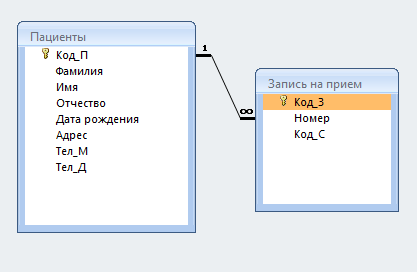 Пациенты
Код_П
Фамилия
Имя
Отчество
Дата рождения
Адрес
Тел_М
Тел_Д
1
∞
Запись на прием
Код_З
Номер
Код_С